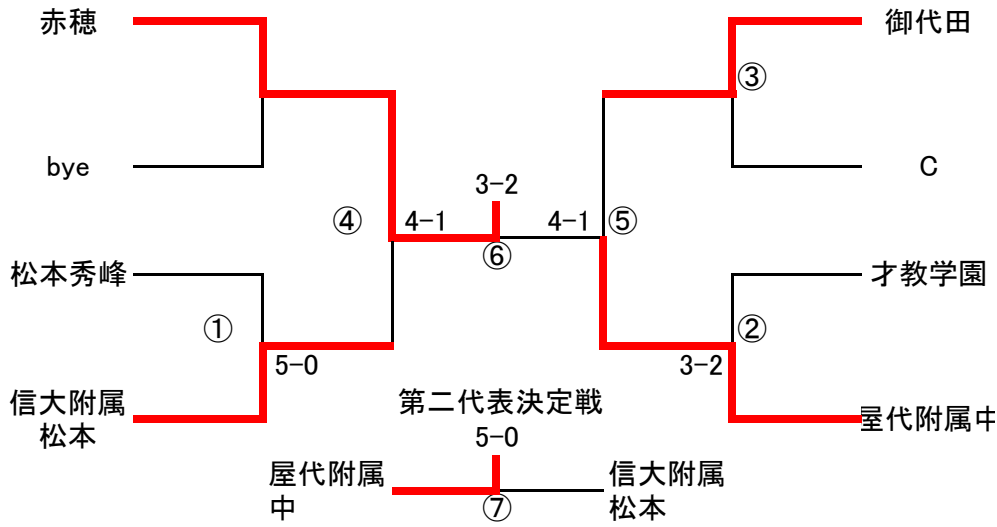 赤穂
御代田
③
bye
C
3-2
④
4-1
4-1
⑤
⑥
松本秀峰
才教学園
①
②
5-0
3-2
信大附属
松本
屋代附属中
第二代表決定戦
5-0
屋代附属
中
信大附属
松本
⑦